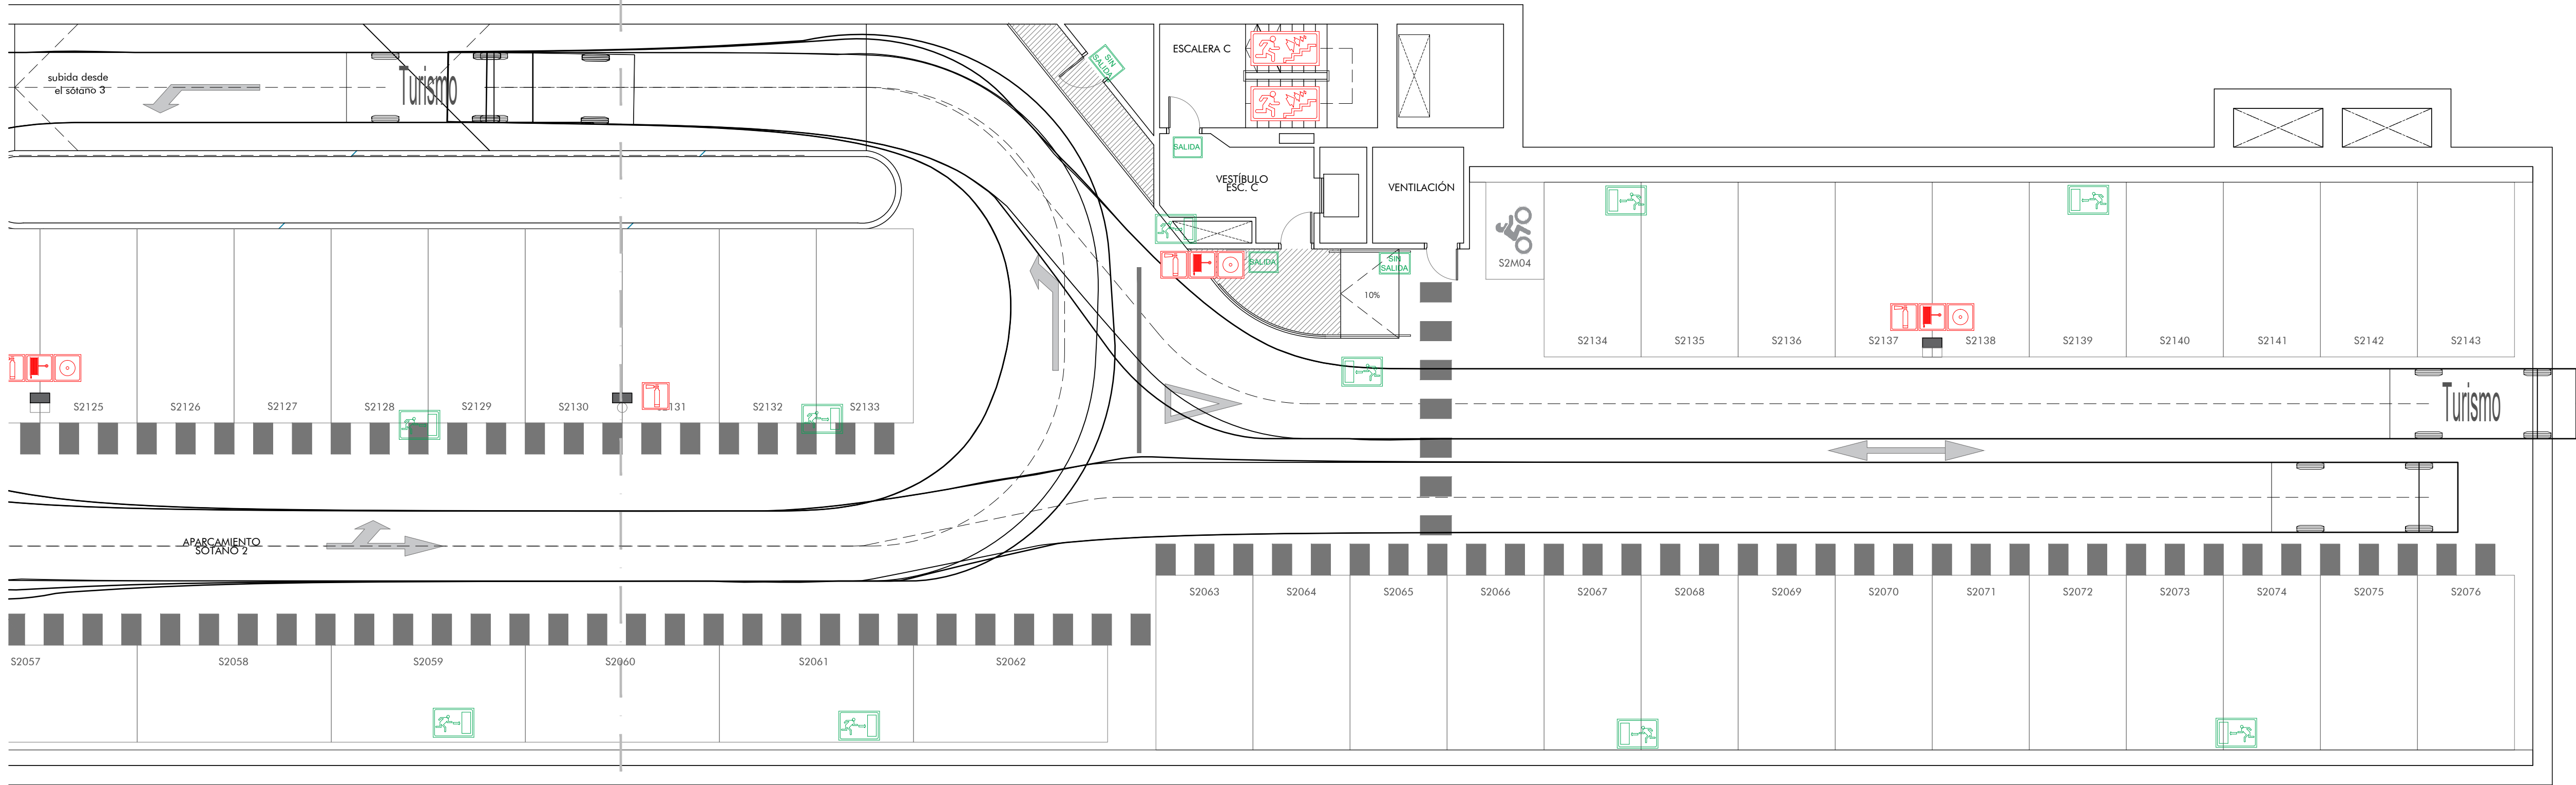 subida desde
el sótano 3
Turismo
SIN
SALIDA
ESCALERA C
SALIDA
VESTÍBULO
ESC. C
VENTILACIÓN
SALIDA
SIN
SALIDA
10%
S2M04
S2134
S2135
S2136
S2137
S2138
S2139
S2140
S2141
S2142
S2143
S2125
S2126
S2127
S2128
S2129
S2130
S2131
S2132
S2133
Turismo
APARCAMIENTO
SÓTANO 2
S2063
S2064
S2065
S2066
S2067
S2068
S2069
S2070
S2071
S2072
S2073
S2074
S2075
S2076
S2057
S2058
S2059
S2060
S2061
S2062